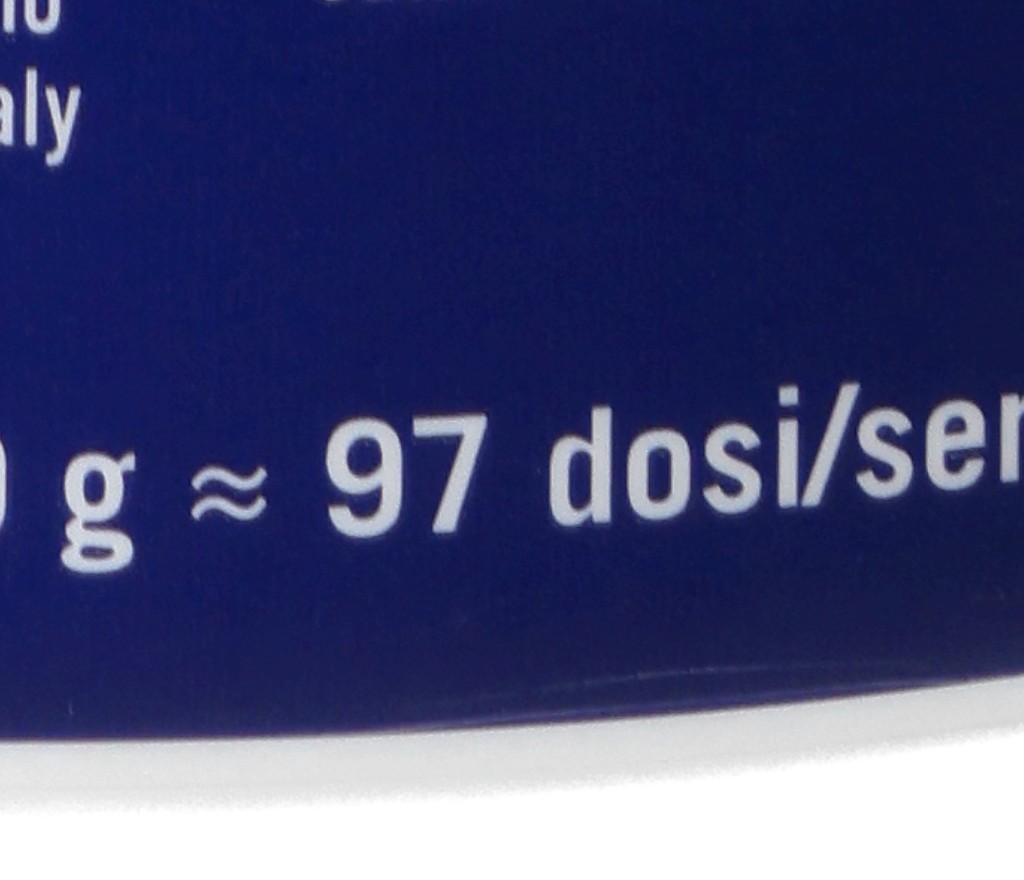 aly
g ≈ 97 dosi/ser